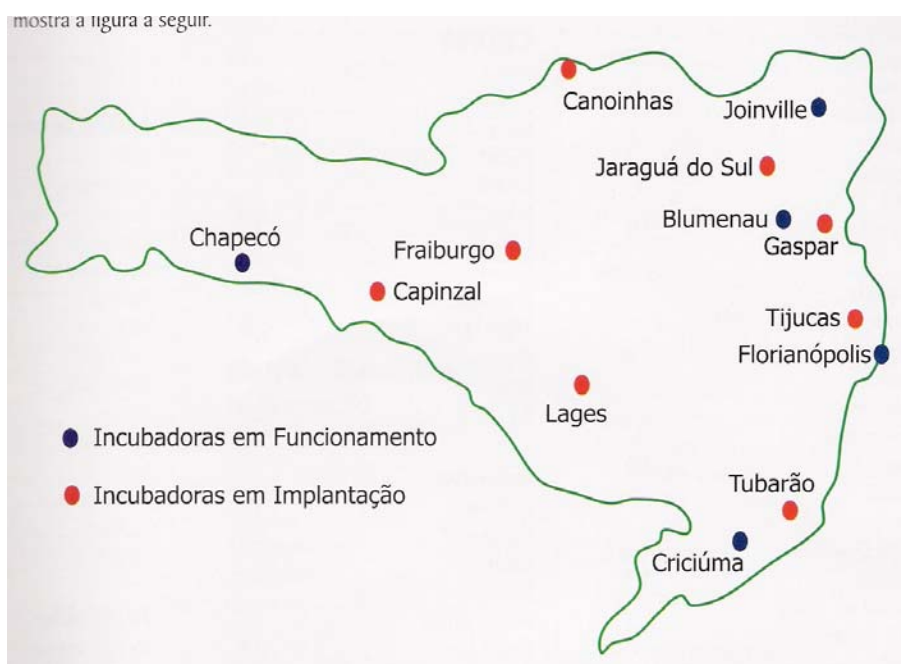 mostra a figura a seguir.
Canoinhas
Joinville
Jaraguá do Sul
Blumenau
Gaspar
Chapecó
Fraiburgo
Capinzal
Tijucas
Florianópolis
Lages
Incubadoras em Funcionamento
Incubadoras em Implantação
Tubarão
Criciúma